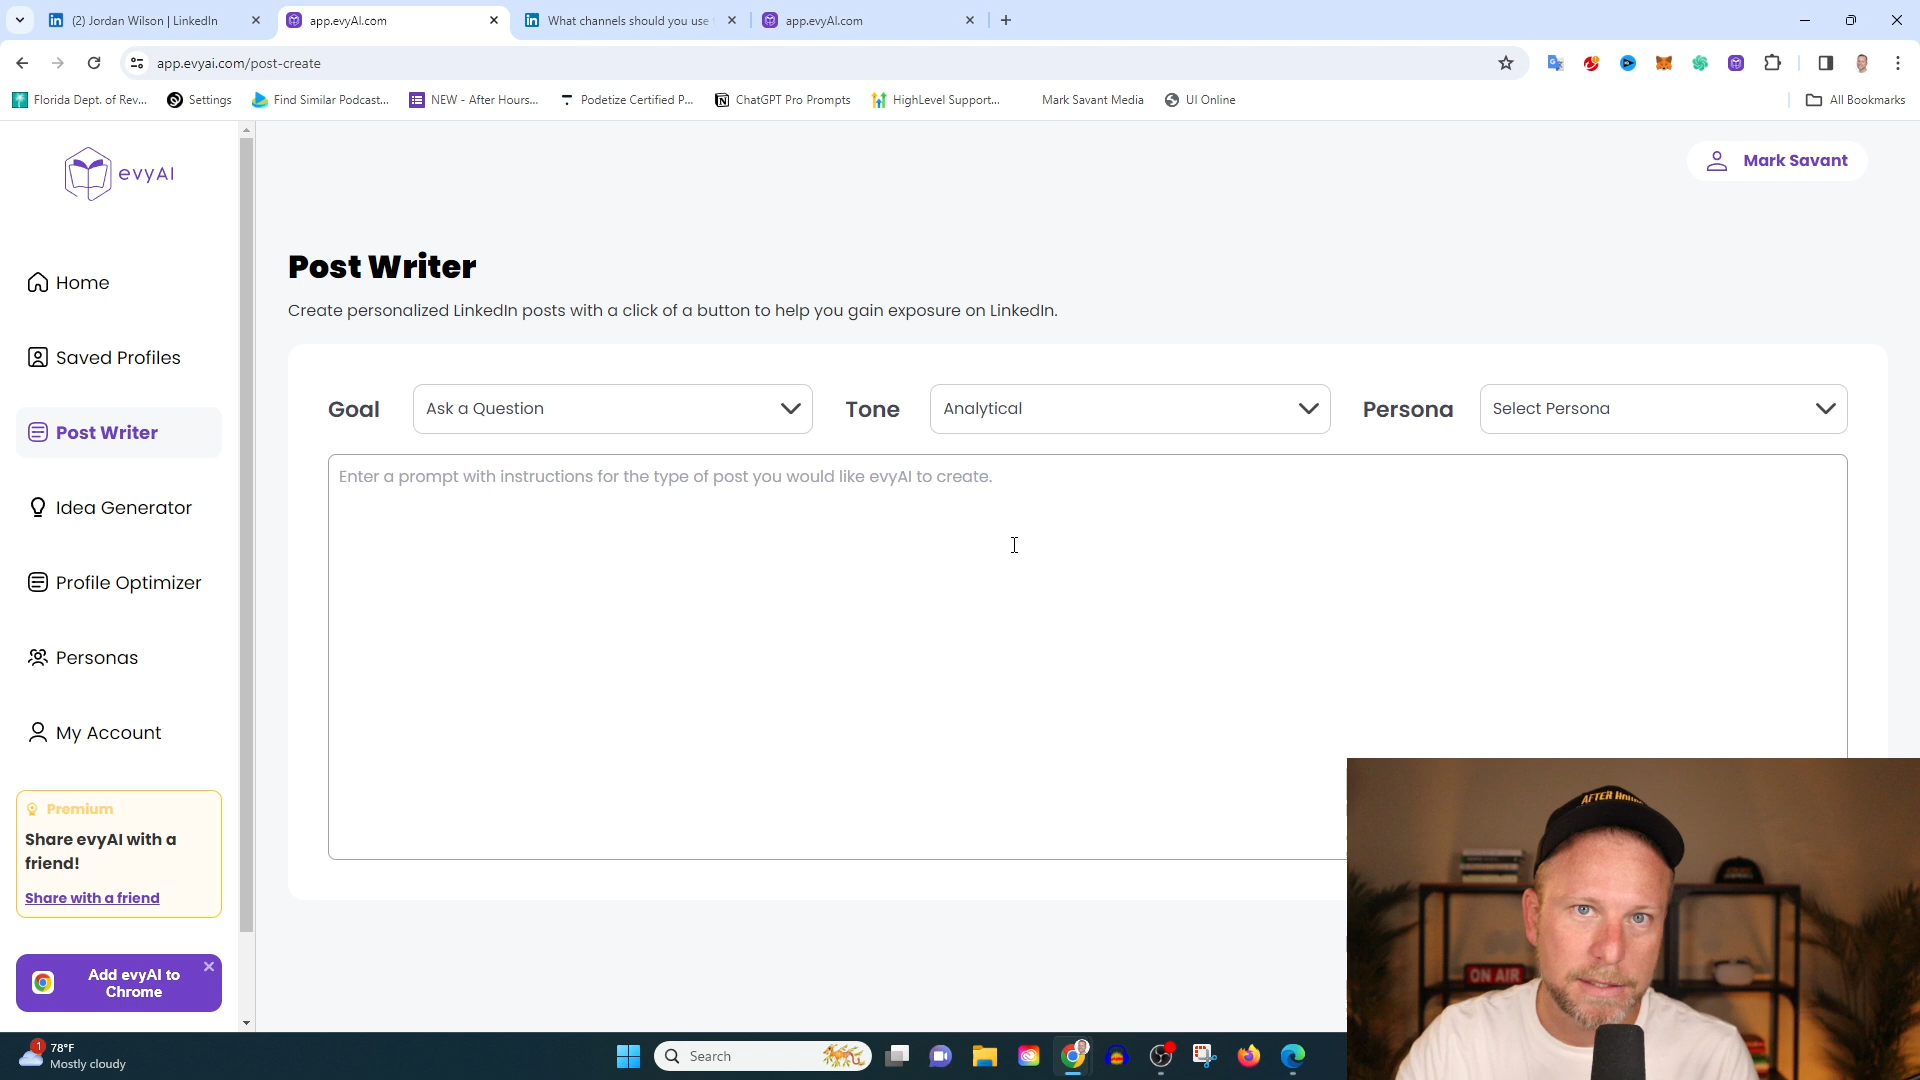 (2) Jordan Wilson | LinkedIn
app.evyAI.com
What channels should you use
app.evyAI.com
app.evyai.com/post-create
Florida Dept. of Rev...
Settings
Find Similar Podcast...
NEW - After Hours...
Podetize Certified P...
ChatGPT Pro Prompts
HighLevel Support...
Mark Savant Media
UI Online
All Bookmarks
evyAI
Mark Savant
Home
Saved Profiles
Post Writer
Idea Generator
Profile Optimizer
Personas
My Account
Premium
Share evyAI with a
friend!
Share with a friend
Add evyAI to
Chrome
Post Writer
Create personalized LinkedIn posts with a click of a button to help you gain exposure on LinkedIn.
Goal
Ask a Question
Tone
Analytical
Persona
Select Persona
Enter a prompt with instructions for the type of post you would like evyAI to create.
AFTER
ON AIR
1
78°F
Mostly cloudy
Search